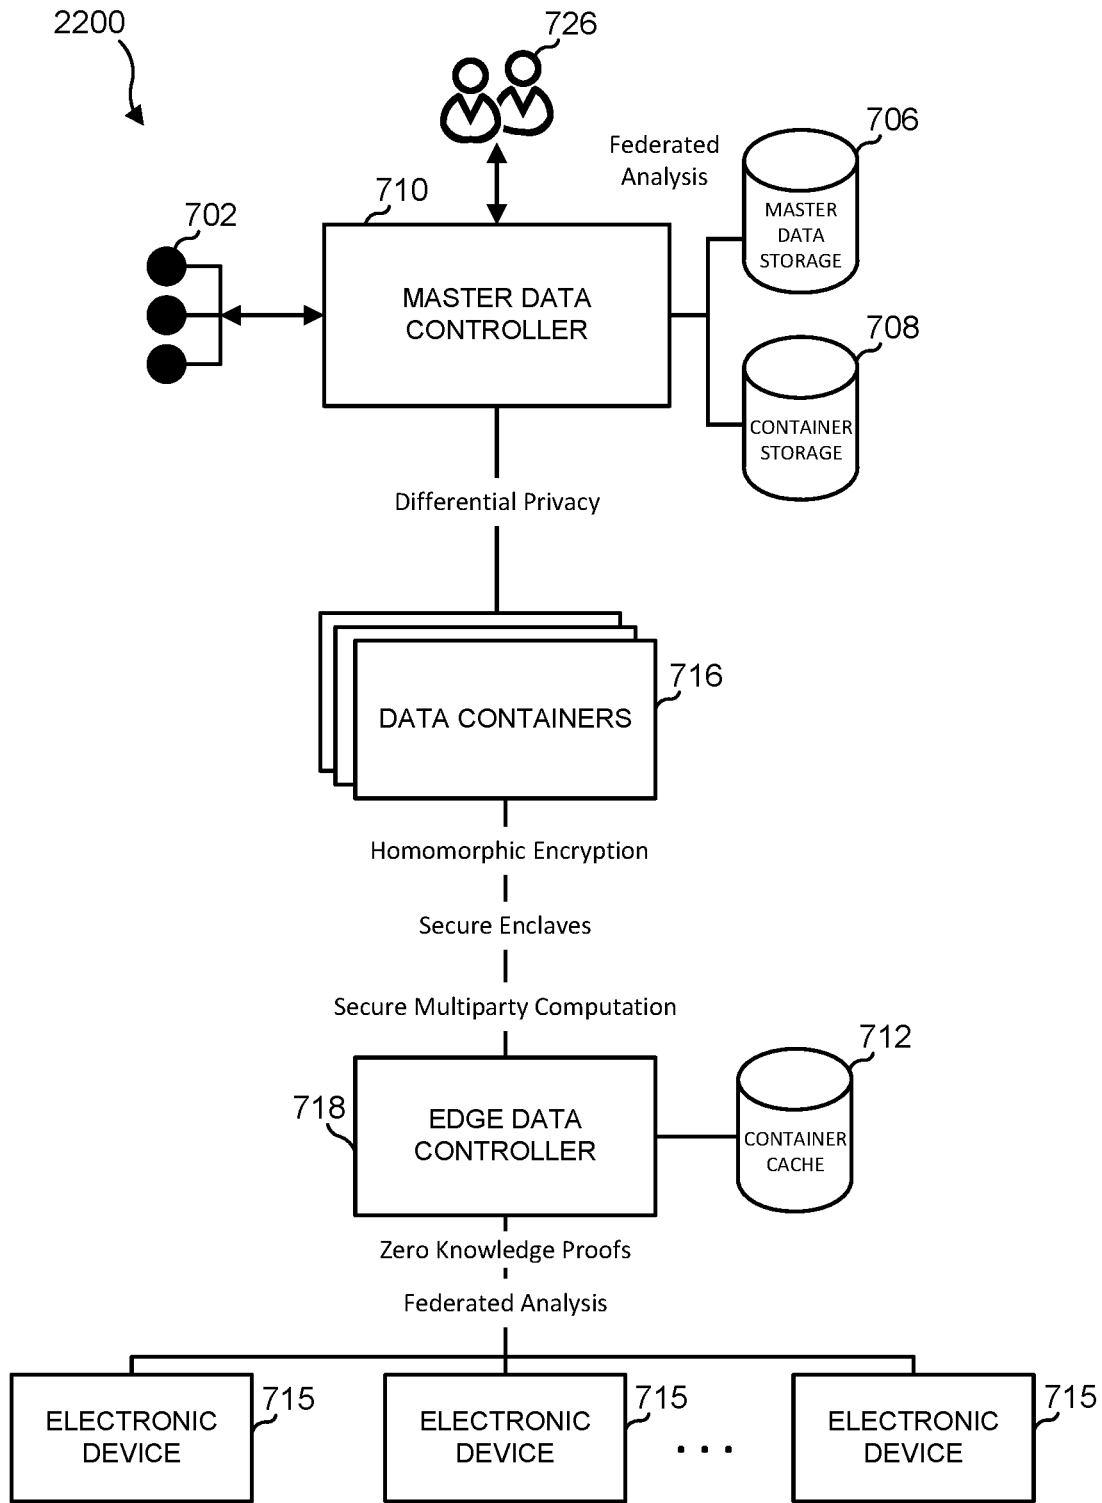 2200
726
Federated
Analysis
706
MASTER
DATA
STORAGE
710
702
MASTER DATA
CONTROLLER
708
CONTAINER
STORAGE
Differential Privacy
716
DATA CONTAINERS
Homomorphic Encryption
Secure Enclaves
Secure Multiparty Computation
712
718
EDGE DATA
CONTROLLER
CONTAINER
CACHE
Zero Knowledge Proofs
Federated Analysis
ELECTRONIC
DEVICE
715
ELECTRONIC
DEVICE
715
. . .
ELECTRONIC
DEVICE
715